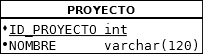 PROYECTO
ID_PROYECTO int
NOMBRE varchar(120)